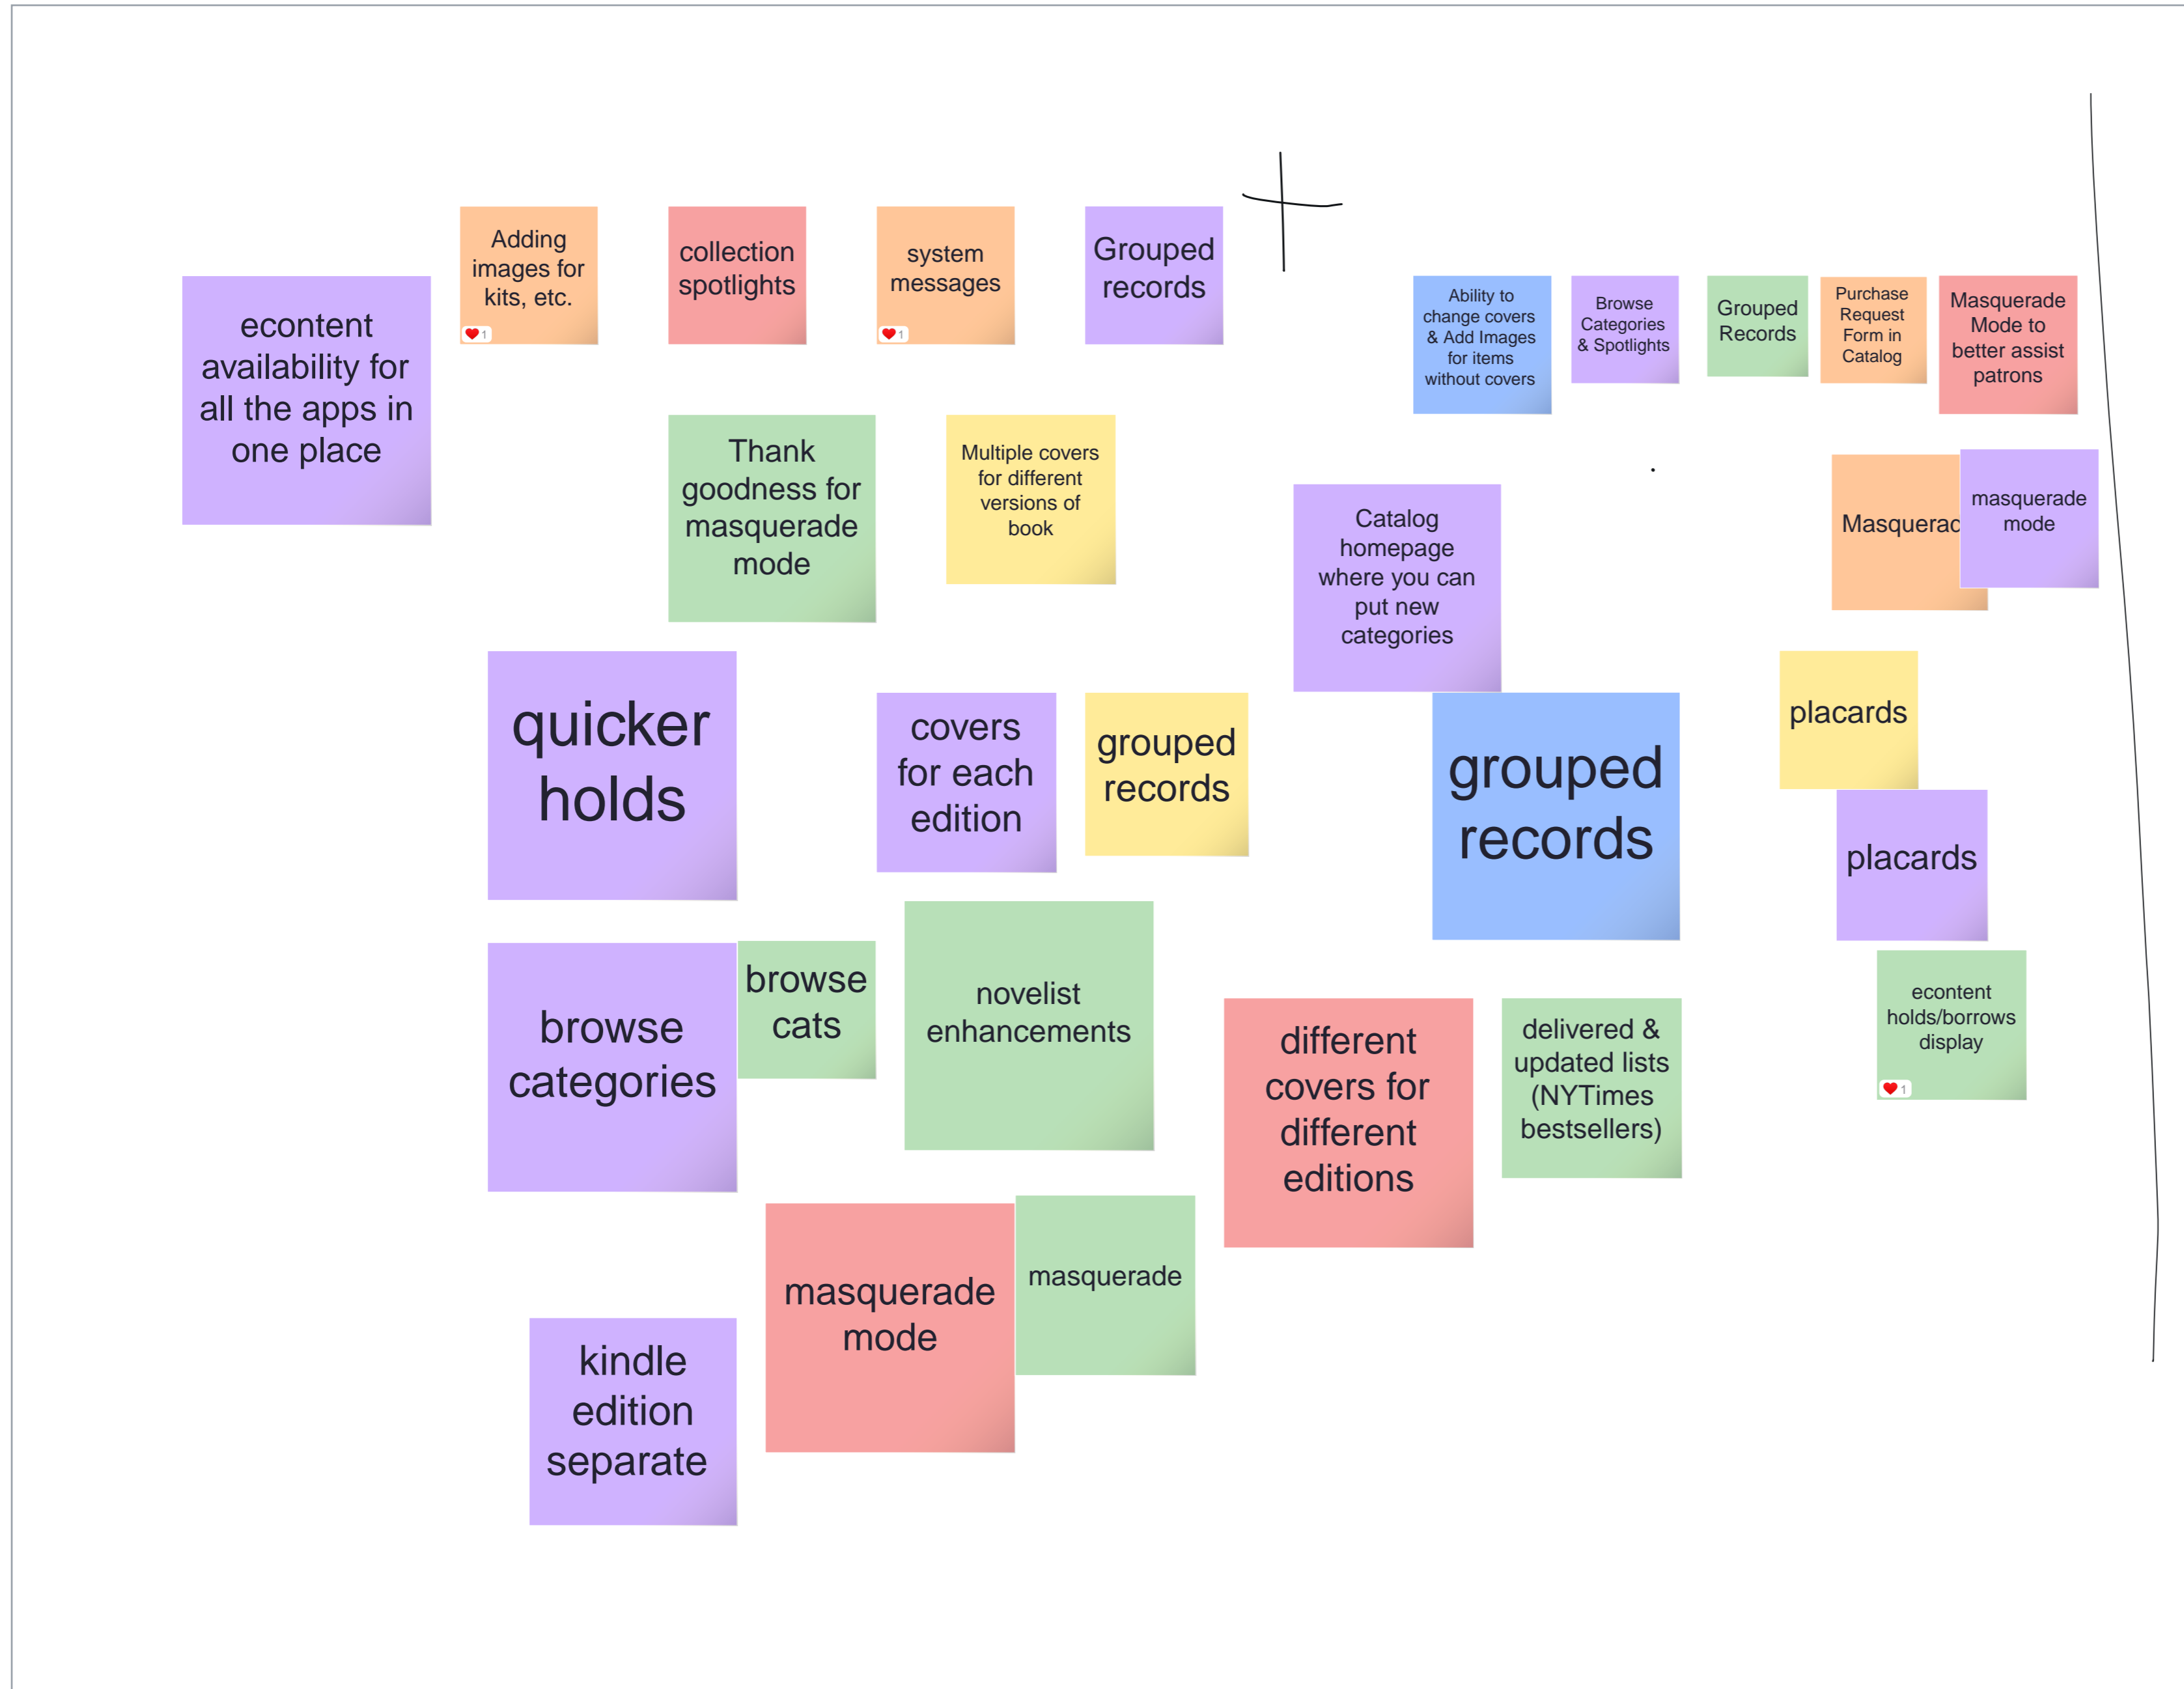 Adding
images for
kits, etc.
1
collection
spotlights
system
messages
1
Grouped
records
econtent
availability for
all the apps in
one place
Ability to
change covers
& Add Images
for items
without covers
Browse
Categories
& Spotlights
Grouped
Records
Purchase
Request
Form in
Catalog
Masquerade
Mode to
better assist
patrons
Thank
goodness for
masquerade
mode
Multiple covers
for different
versions of
book
Catalog
homepage
where you can
put new
categories
Masquerad
masquerade
mode
quicker
holds
covers
for each
edition
grouped
records
grouped
records
placards
placards
browse
categories
browse
cats
novelist
enhancements
different
covers for
different
editions
delivered &
updated lists
(NYTimes
bestsellers)
econtent
holds/borrows
display
1
masquerade
mode
masquerade
kindle
edition
separate